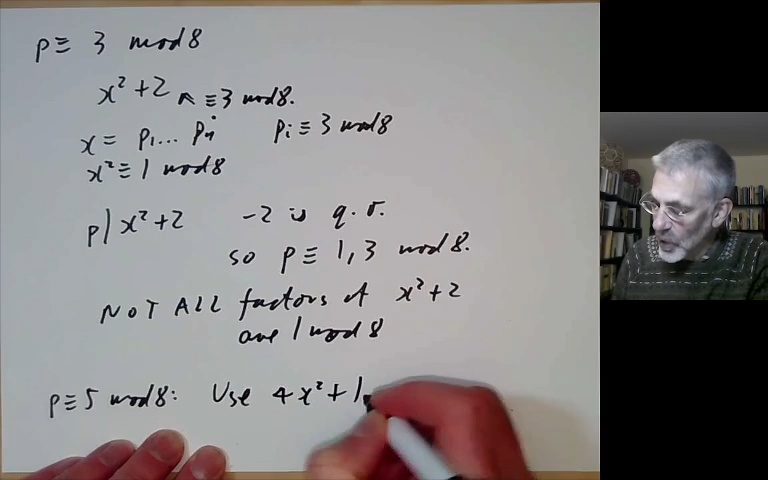 p ≡ 3 mod 8
x² + 2 ↖ ≡ 3 mod 8.
x = p₁ ... pₙ pᵢ ≡ 3 mod 8
x² ≡ 1 mod 8
p | x² + 2 -2 is q.r.
so p ≡ 1, 3 mod 8.
NOT ALL factors of x² + 2
are 1 mod 8
p ≡ 5 mod 8: Use 4x² + 1